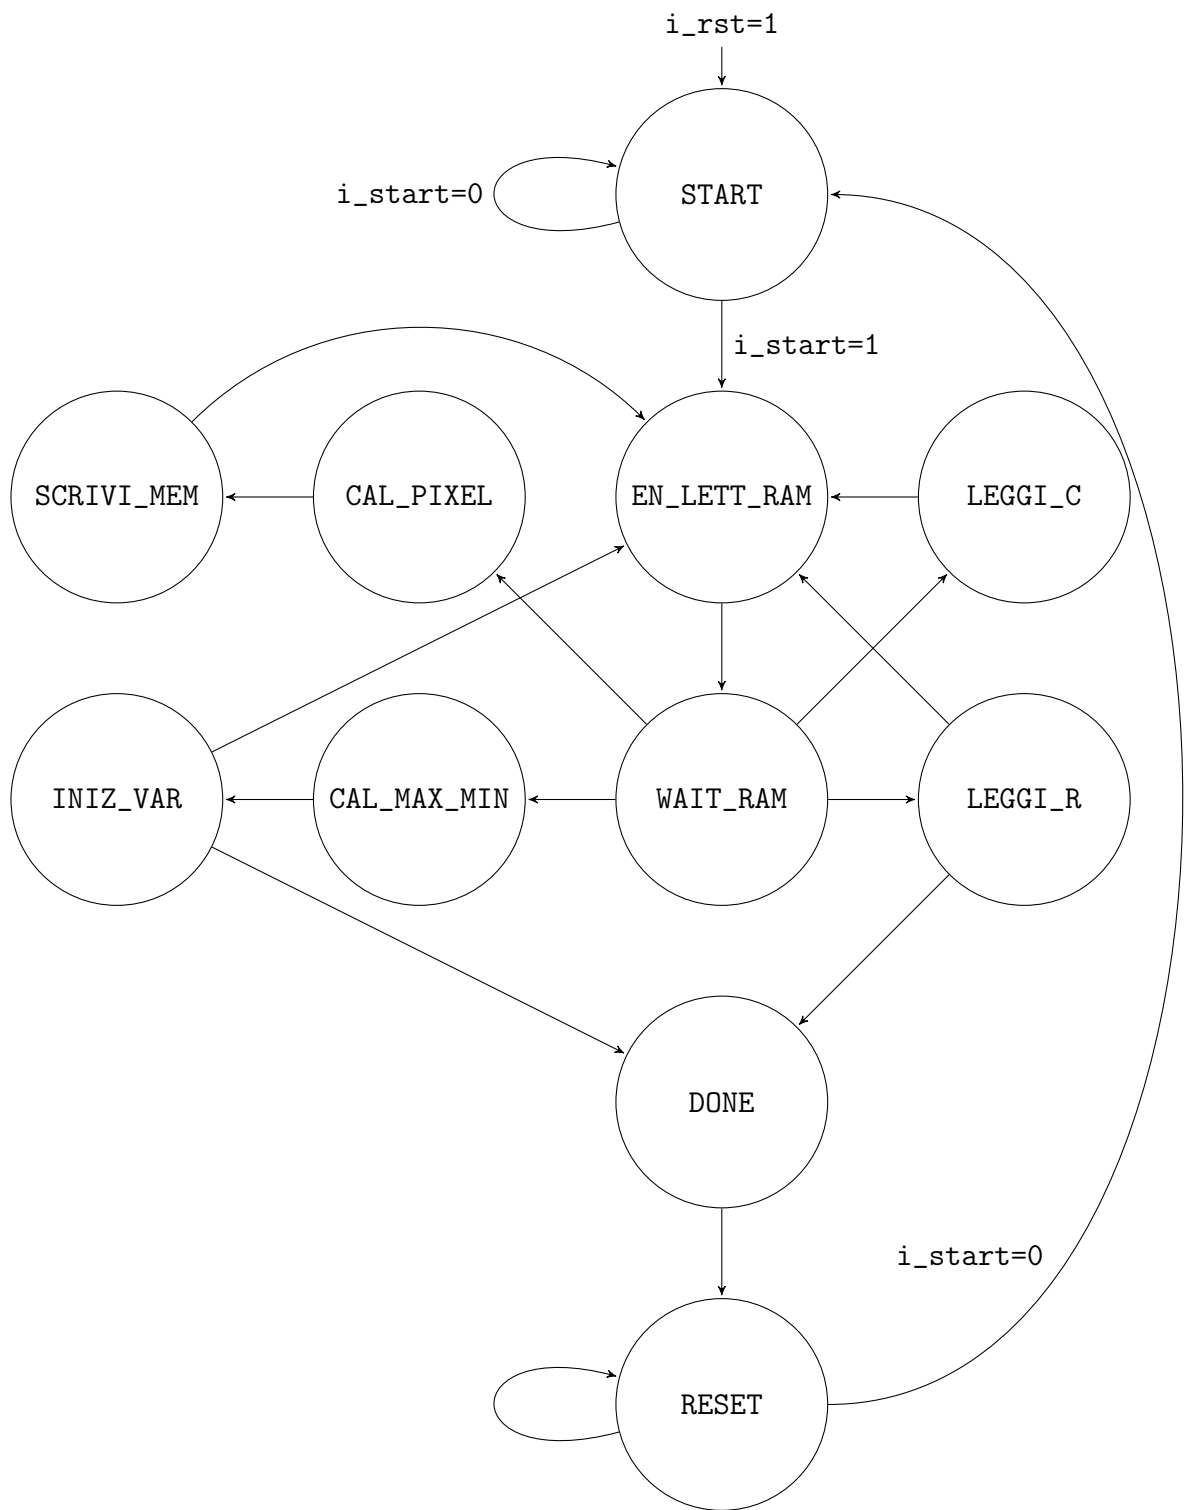 i_rst=1
START
i_start=0
i_start=1
SCRIVI_MEM
CAL_PIXEL
EN_LETT_RAM
LEGGI_C
INIZ_VAR
CAL_MAX_MIN
WAIT_RAM
LEGGI_R
DONE
i_start=0
RESET